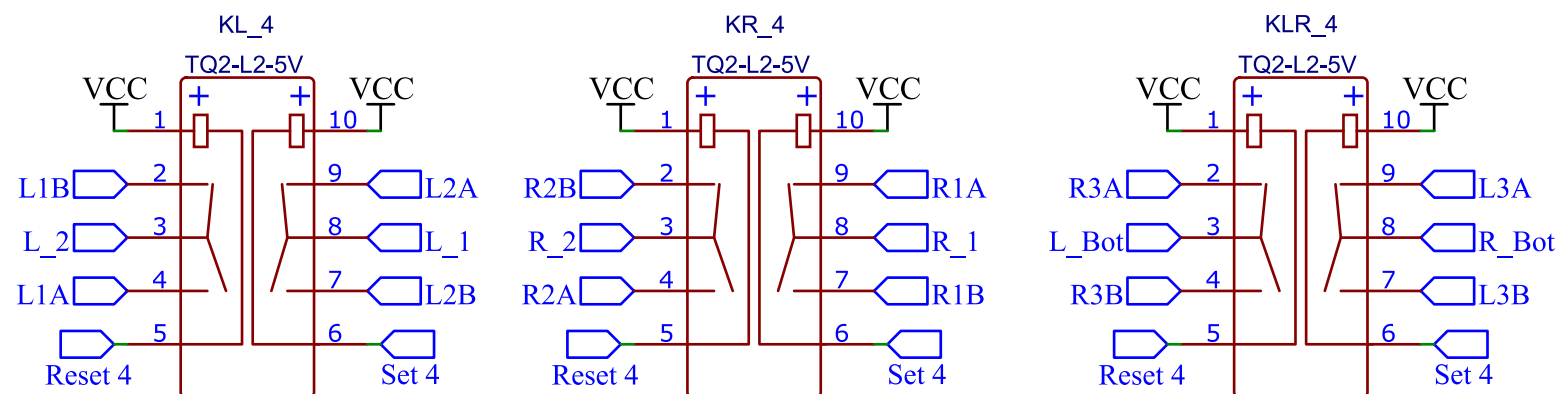 KL_4 KR_4 KLR_4
TQ2-L2-5V TQ2-L2-5V TQ2-L2-5V
VCC + + VCC VCC + + VCC VCC + + VCC
1 10 1 10 1 10
L1B 2 9 L2A R2B 2 9 R1A R3A 2 9 L3A
L_2 3 8 L_1 R_2 3 8 R_1 L_Bot 3 8 R_Bot
L1A 4 7 L2B R2A 4 7 R1B R3B 4 7 L3B
5 6 5 6 5 6
Reset 4 Set 4 Reset 4 Set 4 Reset 4 Set 4